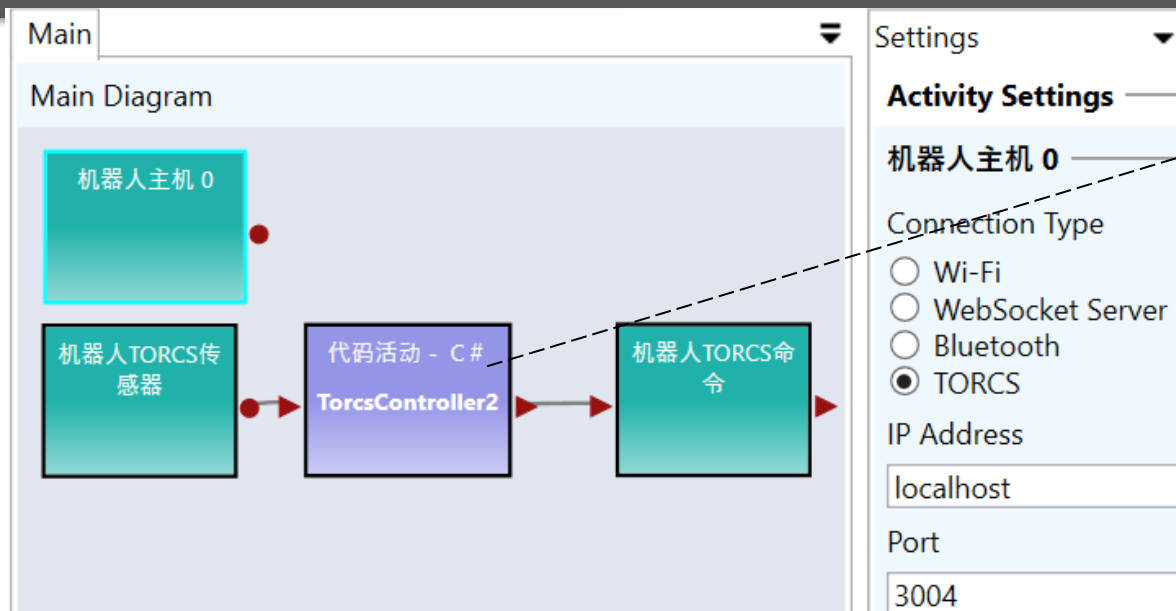 Main
Main Diagram
机器人主机 0
机器人TORCS传
感器
代码活动 - C#
TorcsController2
机器人TORCS命
令
Settings
Activity Settings
机器人主机 0
Connection Type
Wi-Fi
WebSocket Server
Bluetooth
TORCS
IP Address
localhost
Port
3004